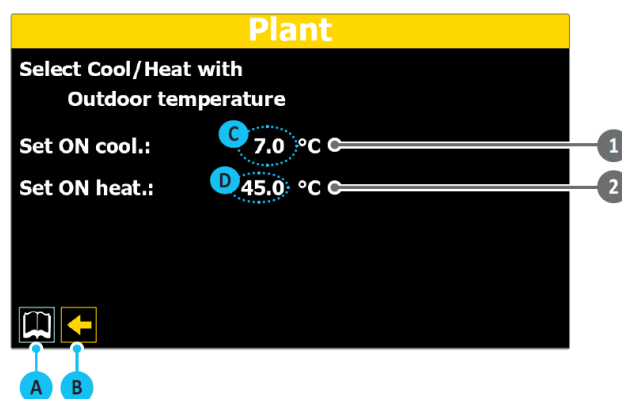 Plant
Select Cool/Heat with
Outdoor temperature
Set ON cool.: C 7.0 °C 1
Set ON heat.: D 45.0 °C 2
A B